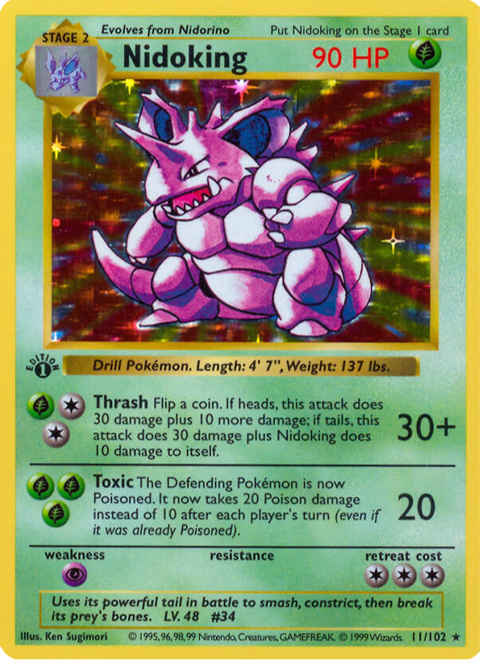 STAGE 2
Evolves from Nidorino
Put Nidoking on the Stage 1 card
Nidoking
90 HP
EDITION
1
Drill Pokémon. Length: 4' 7", Weight: 137 lbs.
Thrash Flip a coin. If heads, this attack does
30 damage plus 10 more damage; if tails, this
attack does 30 damage plus Nidoking does
10 damage to itself.
30+
Toxic The Defending Pokémon is now
Poisoned. It now takes 20 Poison damage
instead of 10 after each player's turn (even if
it was already Poisoned).
20
weakness
resistance
retreat cost
Uses its powerful tail in battle to smash, constrict, then break
its prey's bones. LV. 48 #34
Illus. Ken Sugimori
© 1995, 96, 98, 99 Nintendo, Creatures, GAMEFREAK. © 1999 Wizards.
11/102 ★